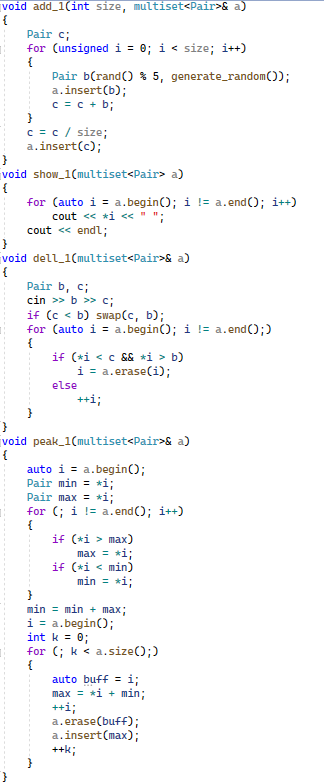 void add_1(int size, multiset<Pair>& a)
{
    Pair c;
    for (unsigned i = 0; i < size; i++)
    {
        Pair b(rand() % 5, generate_random());
        a.insert(b);
        c = c + b;
    }
    c = c / size;
    a.insert(c);
}
void show_1(multiset<Pair> a)
{
    for (auto i = a.begin(); i != a.end(); i++)
        cout << *i << " ";
    cout << endl;
}
void dell_1(multiset<Pair>& a)
{
    Pair b, c;
    cin >> b >> c;
    if (c < b) swap(c, b);
    for (auto i = a.begin(); i != a.end();)
    {
        if (*i < c && *i > b)
            i = a.erase(i);
        else
            ++i;
    }
}
void peak_1(multiset<Pair>& a)
{
    auto i = a.begin();
    Pair min = *i;
    Pair max = *i;
    for (; i != a.end(); i++)
    {
        if (*i > max)
            max = *i;
        if (*i < min)
            min = *i;
    }
    min = min + max;
    i = a.begin();
    int k = 0;
    for (; k < a.size();)
    {
        auto buff = i;
        max = *i + min;
        ++i;
        a.erase(buff);
        a.insert(max);
        ++k;
    }
}